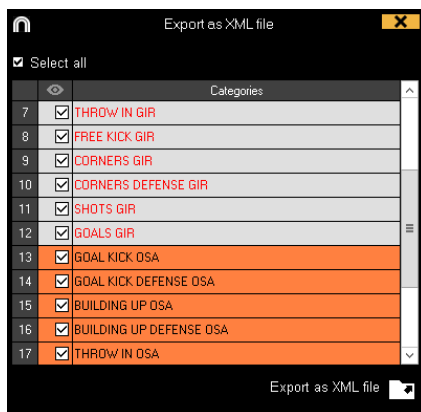 Export as XML file
X
Select all
Categories
7 THROW IN GIR
8 FREE KICK GIR
9 CORNERS GIR
10 CORNERS DEFENSE GIR
11 SHOTS GIR
12 GOALS GIR
13 GOAL KICK OSA
14 GOAL KICK DEFENSE OSA
15 BUILDING UP OSA
16 BUILDING UP DEFENSE OSA
17 THROW IN OSA
Export as XML file